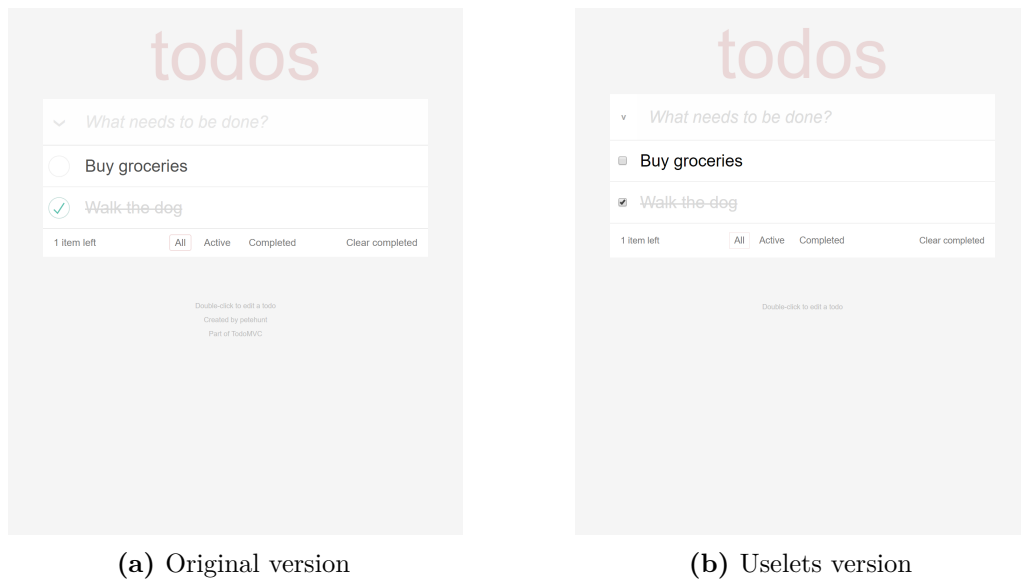 todos
What needs to be done?
Buy groceries
Walk the dog
1 item left All Active Completed Clear completed
Double-click to edit a todo
Created by petehunt
Part of TodoMVC
(a) Original version
todos
v What needs to be done?
Buy groceries
Walk the dog
1 item left All Active Completed Clear completed
Double-click to edit a todo
(b) Uselets version